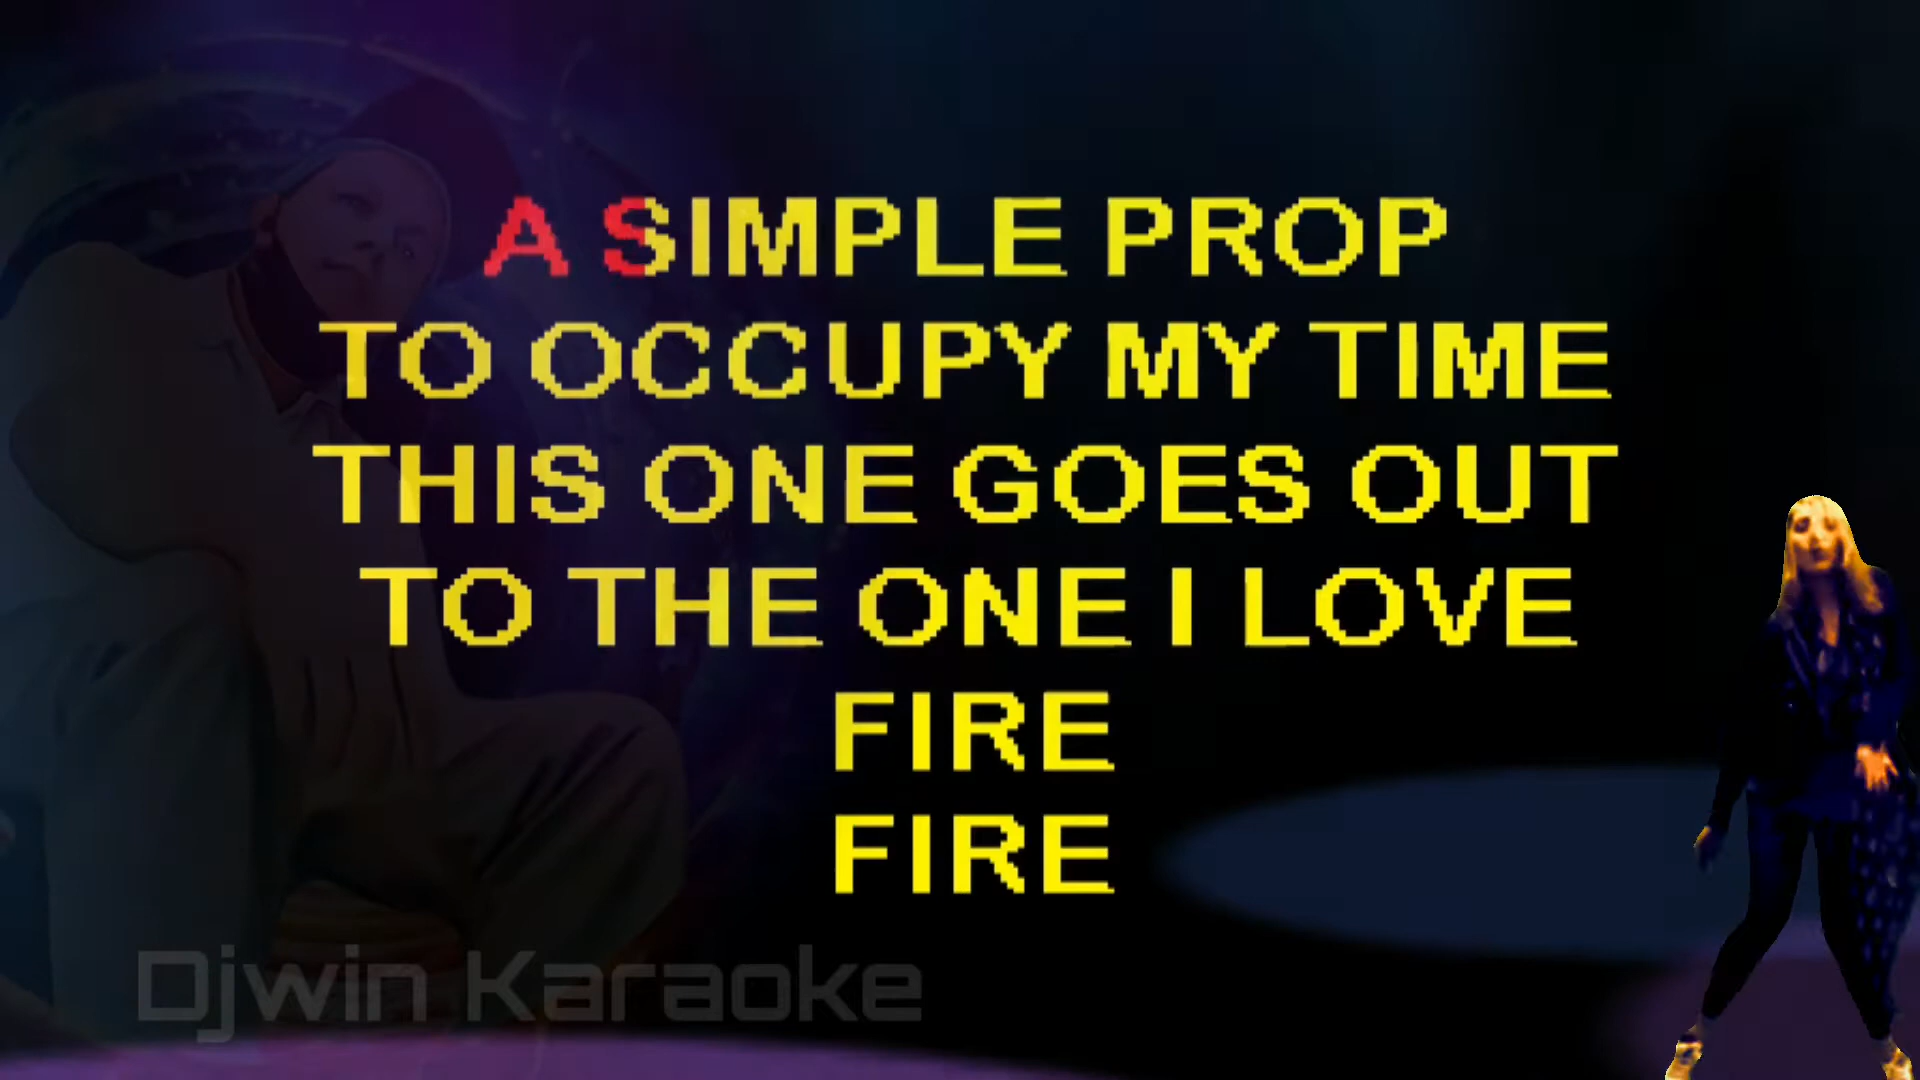 A SIMPLE PROP
TO OCCUPY MY TIME
THIS ONE GOES OUT
TO THE ONE I LOVE
FIRE
FIRE
Djwin Karaoke